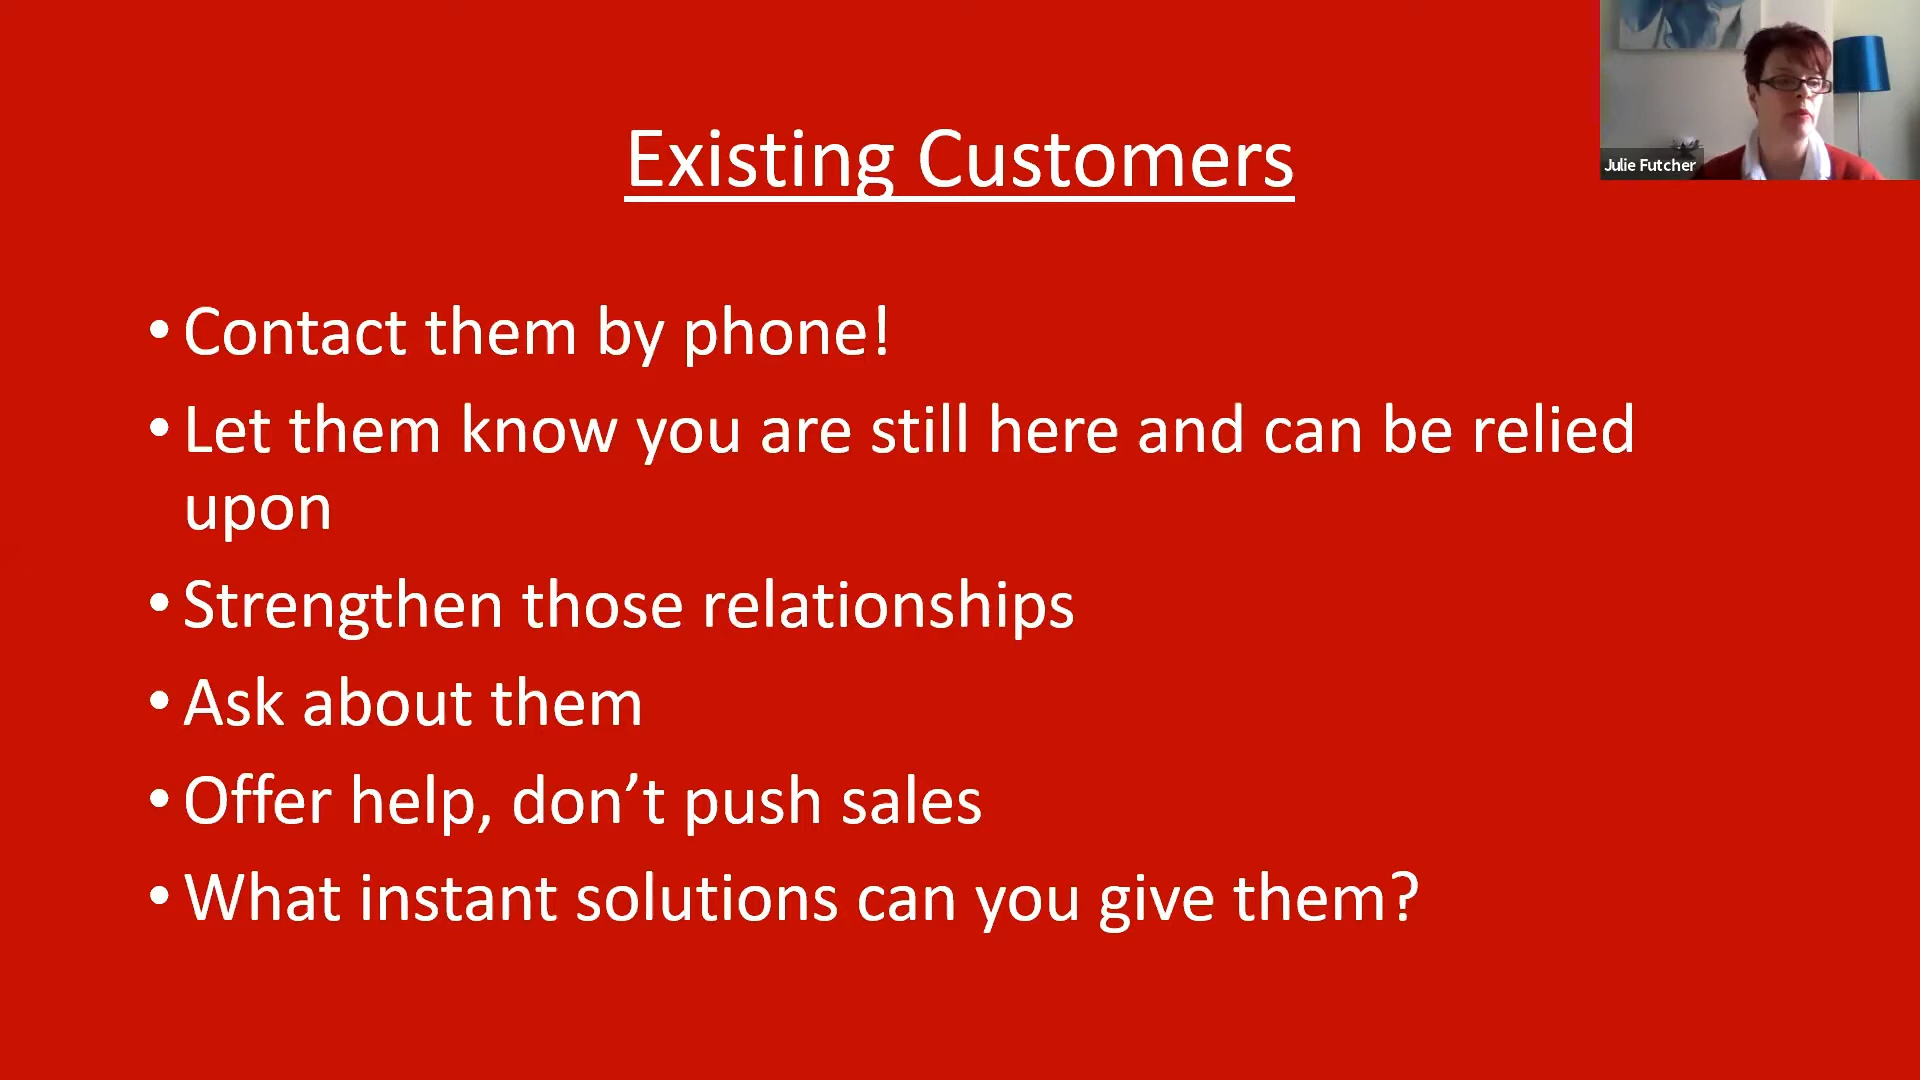 Existing Customers
Julie Futcher
• Contact them by phone!
• Let them know you are still here and can be relied
upon
• Strengthen those relationships
• Ask about them
• Offer help, don’t push sales
• What instant solutions can you give them?